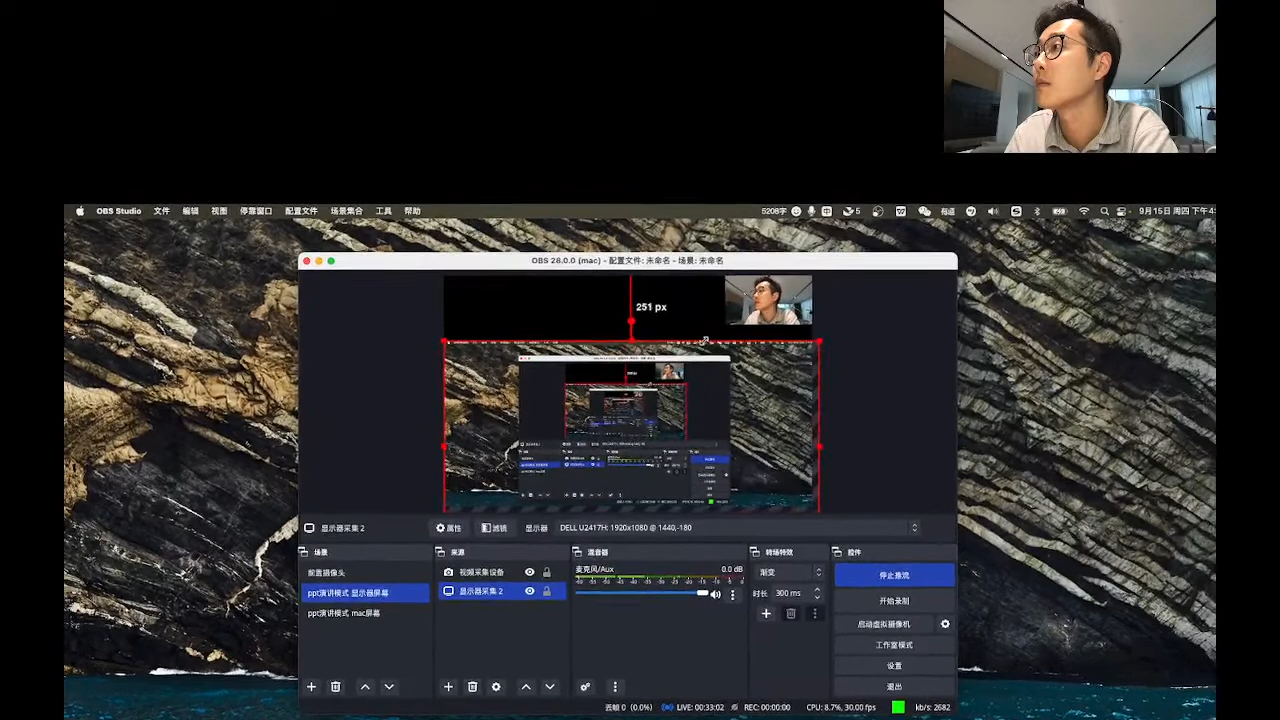 OBS Studio 文件 编辑 视图 停靠窗口 配置文件 场景集合 工具 帮助 5208字 中 5 有道 9月15日 周四 下午4:
OBS 28.0.0 (mac) - 配置文件: 未命名 - 场景: 未命名
251 px
显示器采集 2 属性 滤镜 显示器 DELL U2417H: 1920x1080 @ 1440,-180
场景 来源 混音器 转场特效 控件
前置摄像头 视频采集设备 麦克风/Aux 0.0 dB 渐变 停止推流
ppt演讲模式 显示器屏幕 显示器采集 2 时长 300 ms 开始录制
ppt演讲模式 mac屏幕 启动虚拟摄像机
工作室模式
设置
退出
丢帧 0 (0.0%) LIVE: 00:33:02 REC: 00:00:00 CPU: 8.7%, 30.00 fps kb/s: 2682